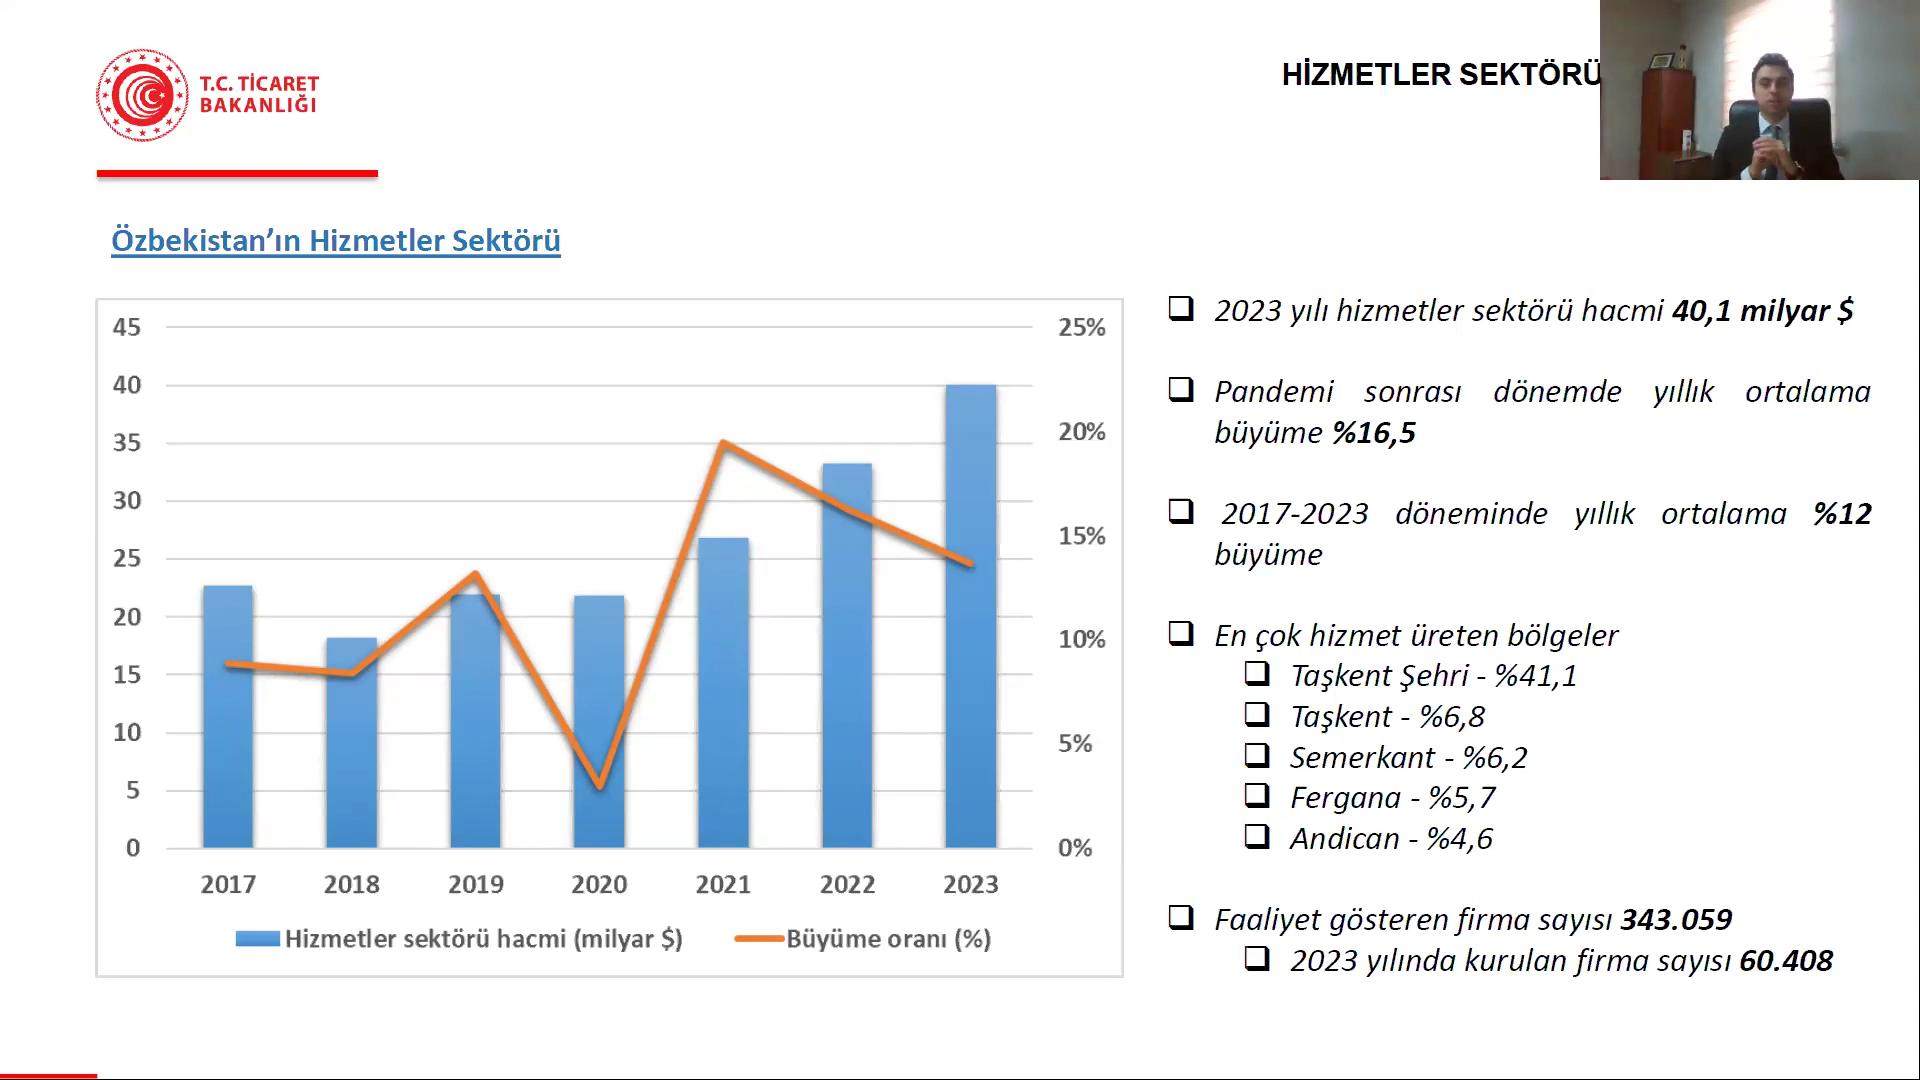 T.C. TİCARET
BAKANLIĞI
HİZMETLER SEKTÖRÜ
Özbekistan’ın Hizmetler Sektörü
45
40
35
30
25
20
15
10
5
0
25%
20%
15%
10%
5%
0%
2017 2018 2019 2020 2021 2022 2023
Hizmetler sektörü hacmi (milyar $) Büyüme oranı (%)
2023 yılı hizmetler sektörü hacmi 40,1 milyar $
Pandemi sonrası dönemde yıllık ortalama
büyüme %16,5
2017-2023 döneminde yıllık ortalama %12
büyüme
En çok hizmet üreten bölgeler
Taşkent Şehri - %41,1
Taşkent - %6,8
Semerkant - %6,2
Fergana - %5,7
Andican - %4,6
Faaliyet gösteren firma sayısı 343.059
2023 yılında kurulan firma sayısı 60.408